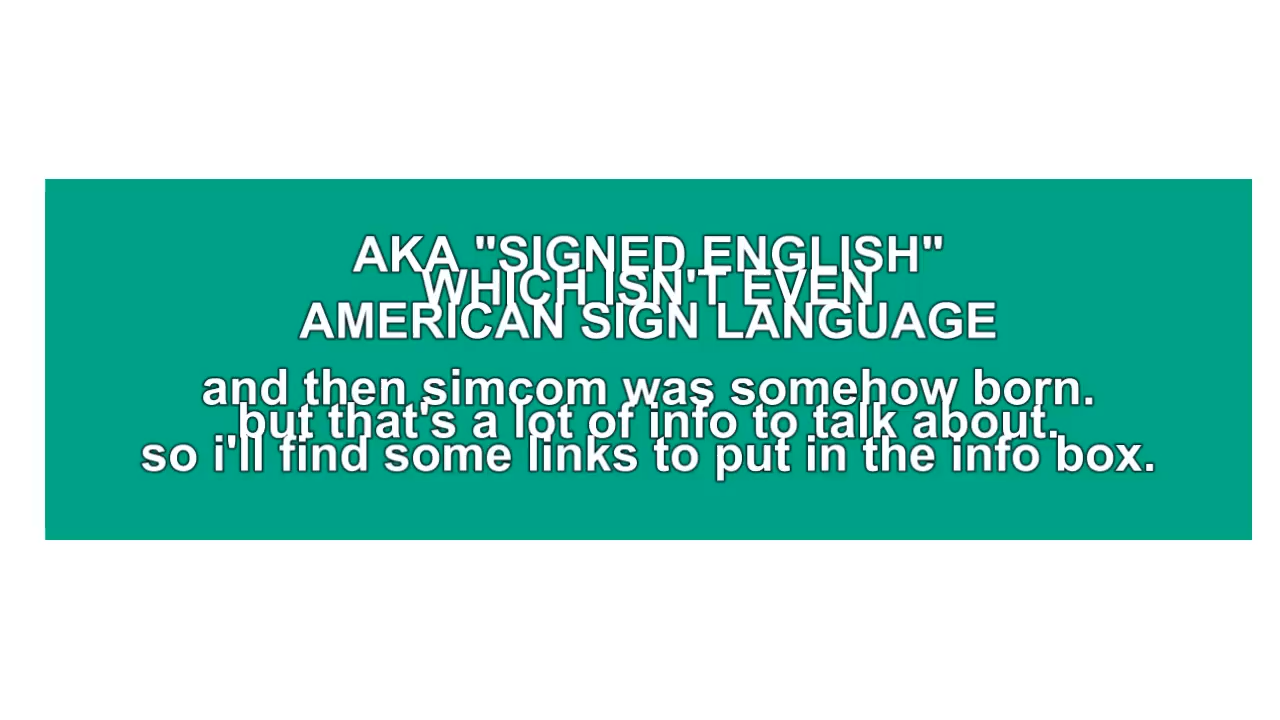 AKA "SIGNED ENGLISH"
WHICH ISN'T EVEN
AMERICAN SIGN LANGUAGE
and then simcom was somehow born.
but that's a lot of info to talk about.
so i'll find some links to put in the info box.